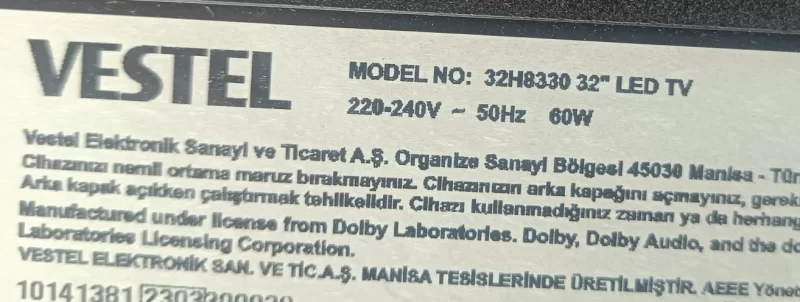 VESTEL
MODEL NO: 32H8330 32" LED TV
220-240V ~ 50Hz 60W
Vestel Elektronik Sanayi ve Ticaret A.Ş. Organize Sanayi Bölgesi 45030 Manisa - Tür
Cihazınızı nemli ortama maruz bırakmayınız. Cihazınızın arka kapağını açmayınız, gerek
Arka kapak açıkken çalıştırmak tehlikelidir. Cihazı kullanmadığınız zaman ya da herhang
Manufactured under license from Dolby Laboratories. Dolby, Dolby Audio, and the do
Laboratories Licensing Corporation.
VESTEL ELEKTRONİK SAN. VE TİC.A.Ş. MANİSA TESİSLERİNDE ÜRETİLMİŞTİR. AEEE Yönet
10141381